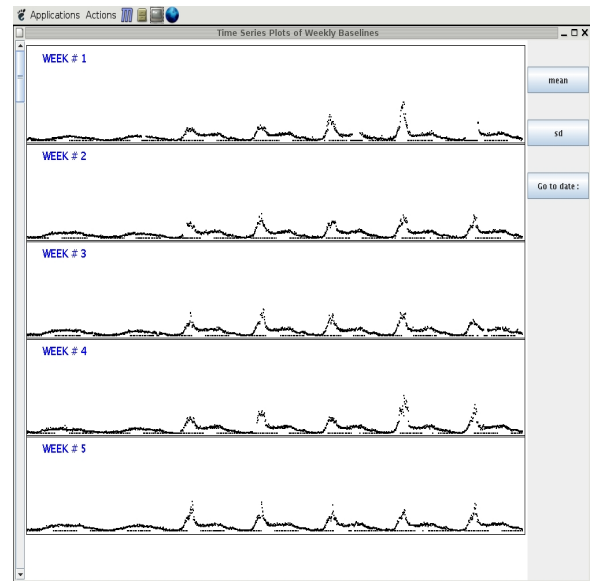 Applications Actions
Time Series Plots of Weekly Baselines
WEEK # 1
mean
sd
Go to date :
WEEK # 2
WEEK # 3
WEEK # 4
WEEK # 5